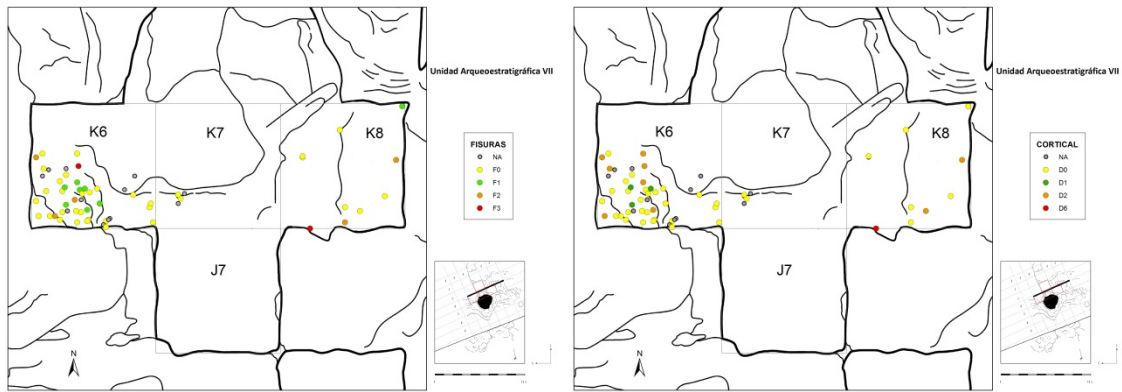 Unidad Arqueoestratigráfica VII
K6
K7
K8
J7
N
FISURAS
NA
F0
F1
F2
F3
Unidad Arqueoestratigráfica VII
K6
K7
K8
J7
N
CORTICAL
NA
D0
D1
D2
D6